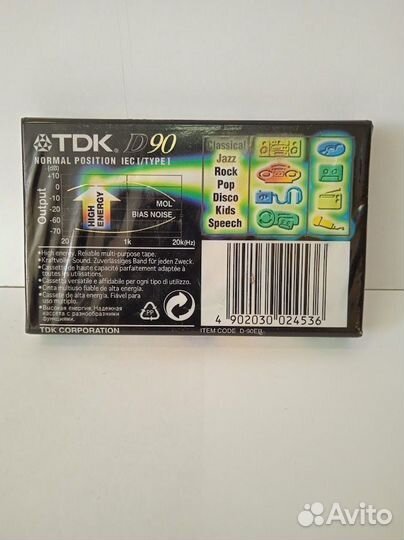 TDK D90
NORMAL POSITION IEC I/TYPE I
(dB)
+10
0
-10
-50
-60
-70
Output
HIGH ENERGY
MOL
BIAS NOISE
20
1k
20k(Hz)
Classical
Jazz
Rock
Pop
Disco
Kids
Speech
•High energy. Reliable multi-purpose tape.
•Kraftvoller Sound. Zuverlässiges Band für jeden Zweck.
•Cassette de haute capacité parfaitement adaptée à
toutes les utilisations.
•Cassetta versatile e affidabile per ogni tipo di utilizzo.
•Cinta multiuso fiable de alta energía.
•Cassete de alta energia. Fiável para
uso múltiplo.
•Высокая энергия. Надежная
кассета с разнообразными
функциями.
PP
4 902030 024536
TDK CORPORATION
ITEM CODE D-90EB
Avito